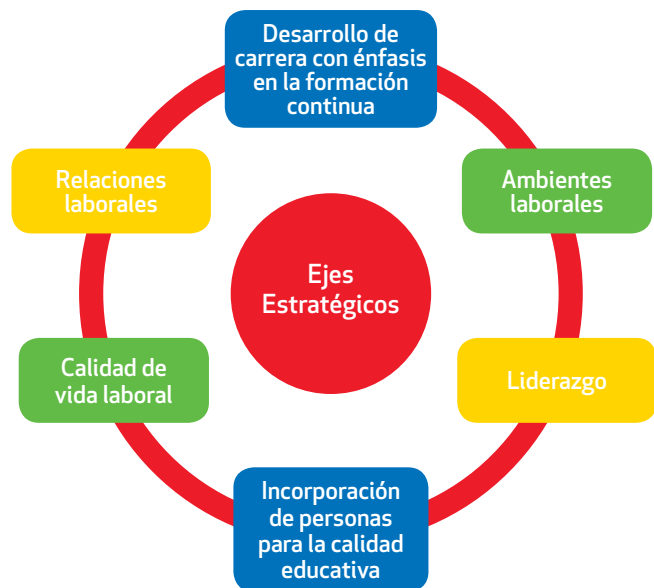 Desarrollo de
carrera con énfasis
en la formación
continua
Relaciones
laborales
Ambientes
laborales
Ejes
Estratégicos
Calidad de
vida laboral
Liderazgo
Incorporación
de personas
para la calidad
educativa